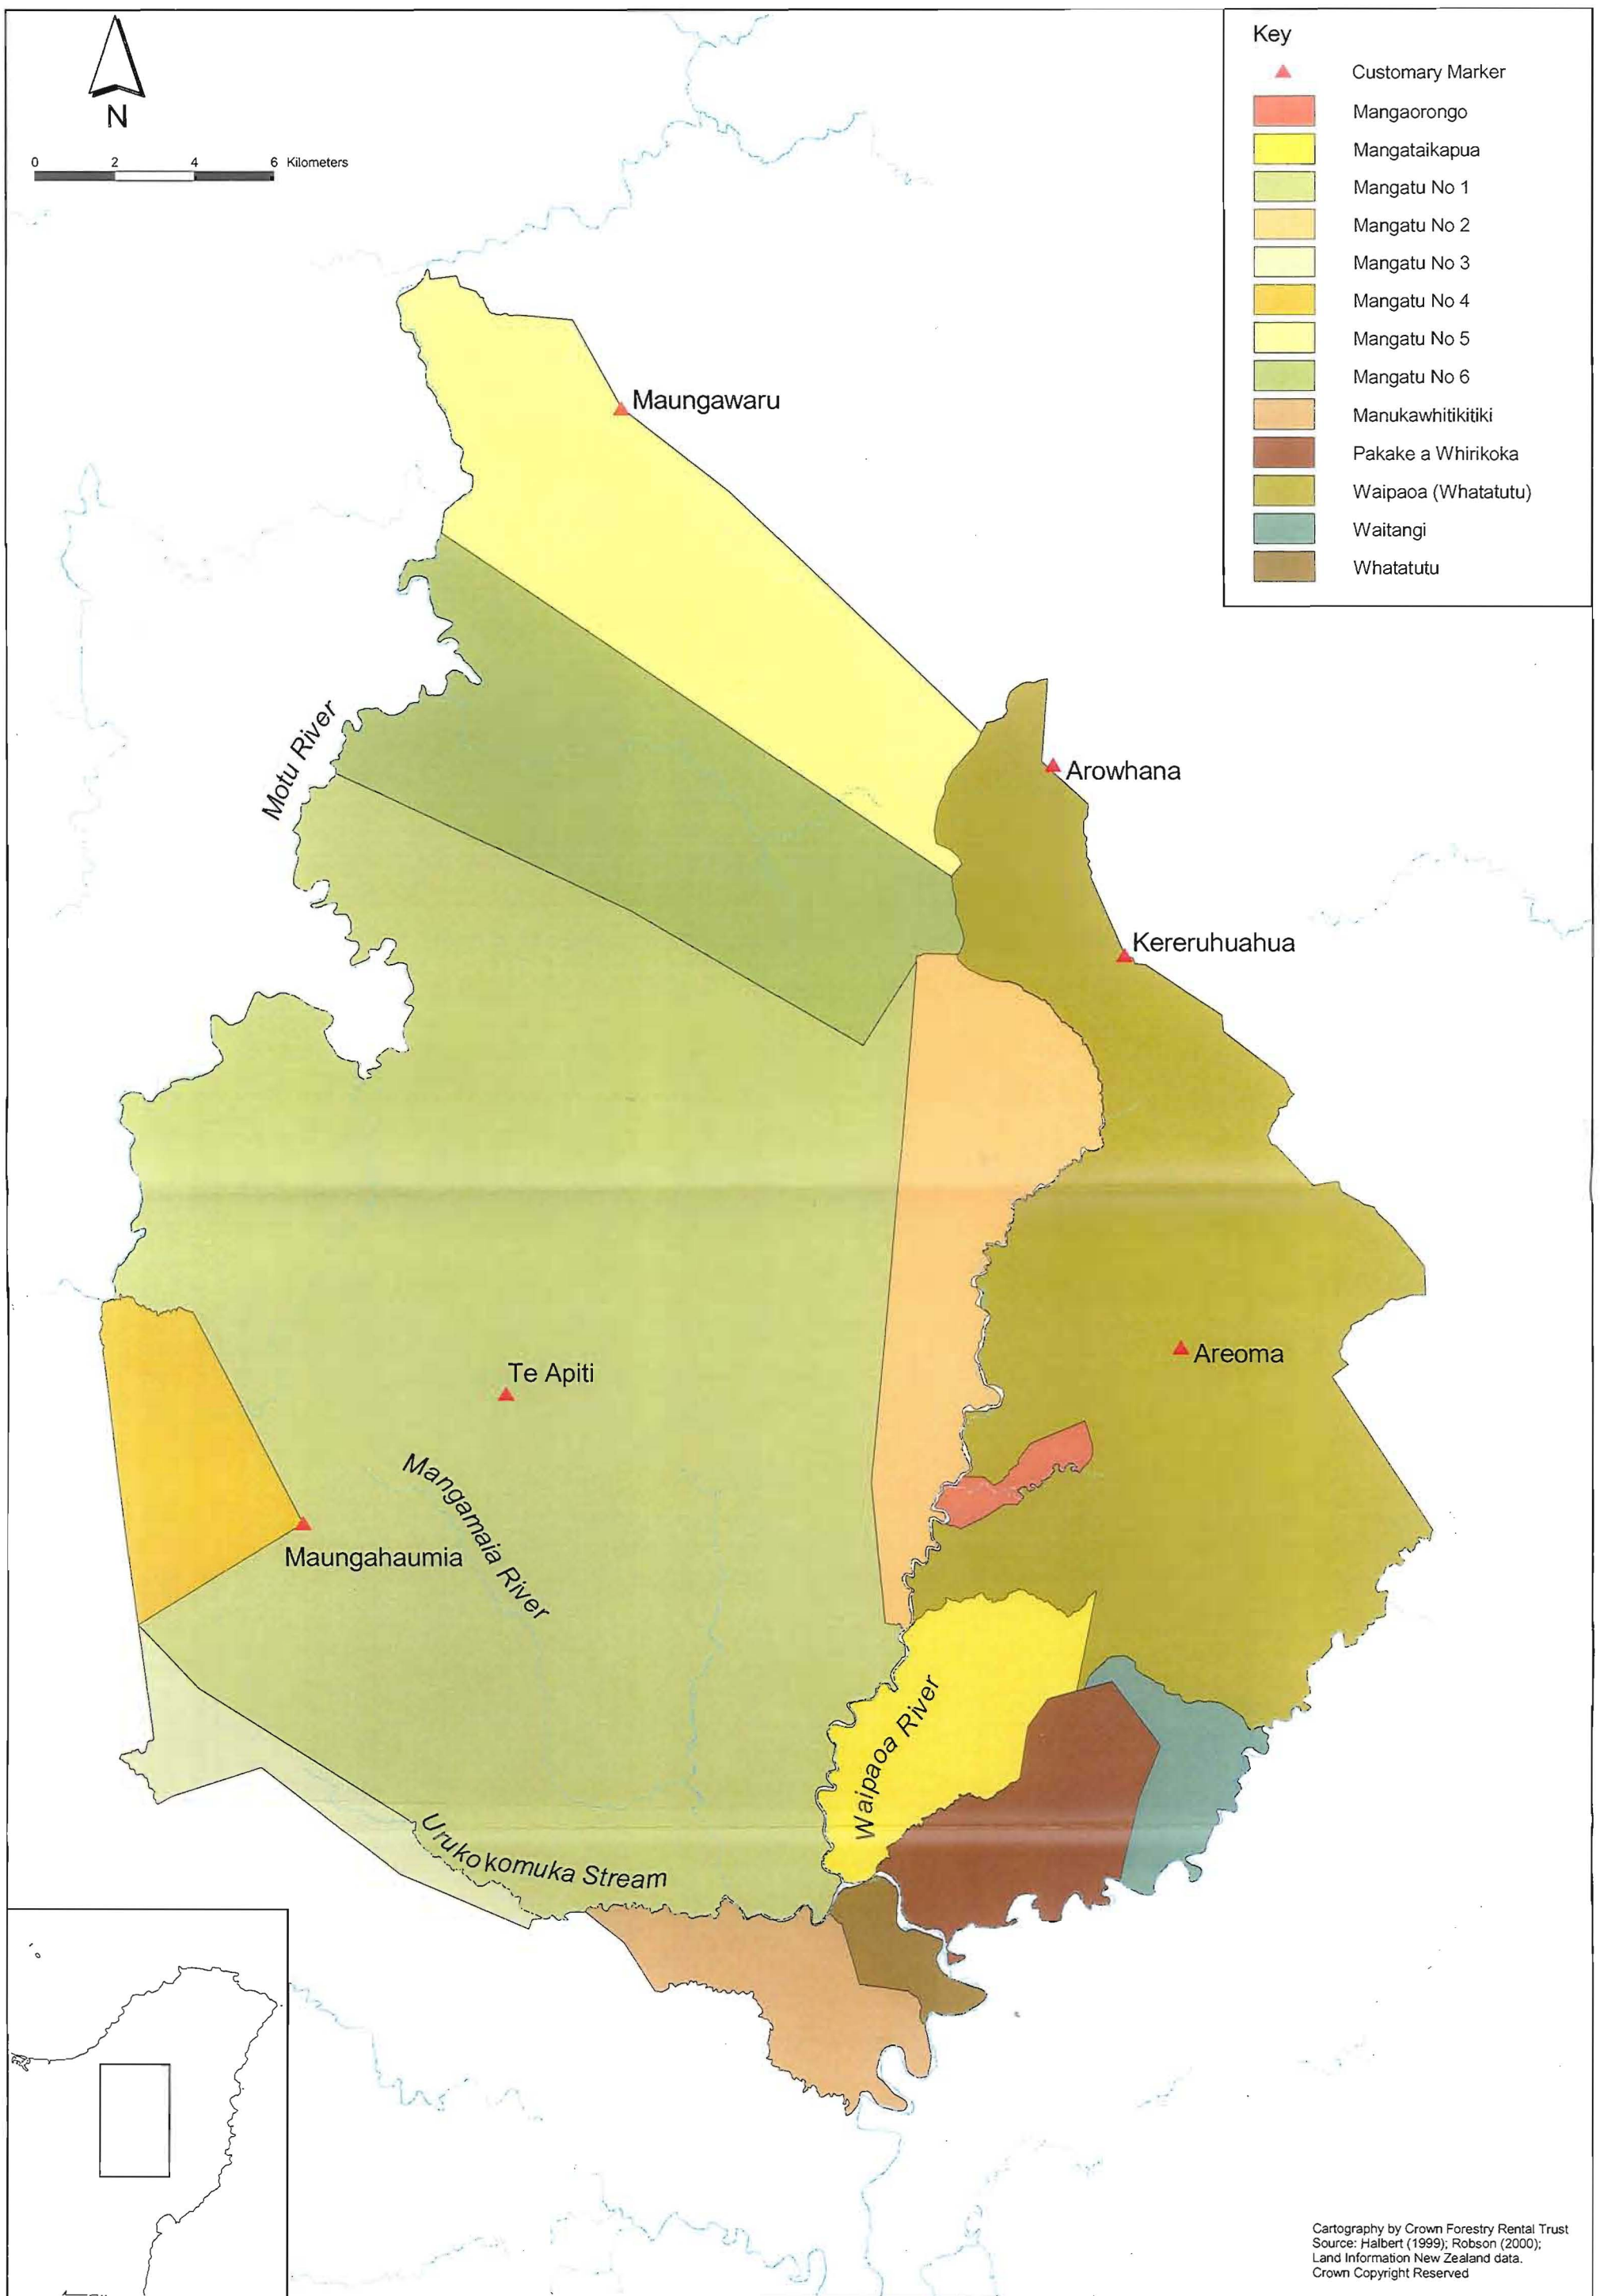 N
0 2 4 6 Kilometers
Key
Customary Marker
Mangaorongo
Mangataikapua
Mangatu No 1
Mangatu No 2
Mangatu No 3
Mangatu No 4
Mangatu No 5
Mangatu No 6
Manukawhitikitiki
Pakake a Whirikoka
Waipaoa (Whatatutu)
Waitangi
Whatatutu
Maungawaru
Motu River
Arowhana
Kereruhuahua
Areoma
Te Apiti
Mangamaia River
Maungahaumia
Waipaoa River
Urukokomuka Stream
Cartography by Crown Forestry Rental Trust
Source: Halbert (1999); Robson (2000);
Land Information New Zealand data.
Crown Copyright Reserved